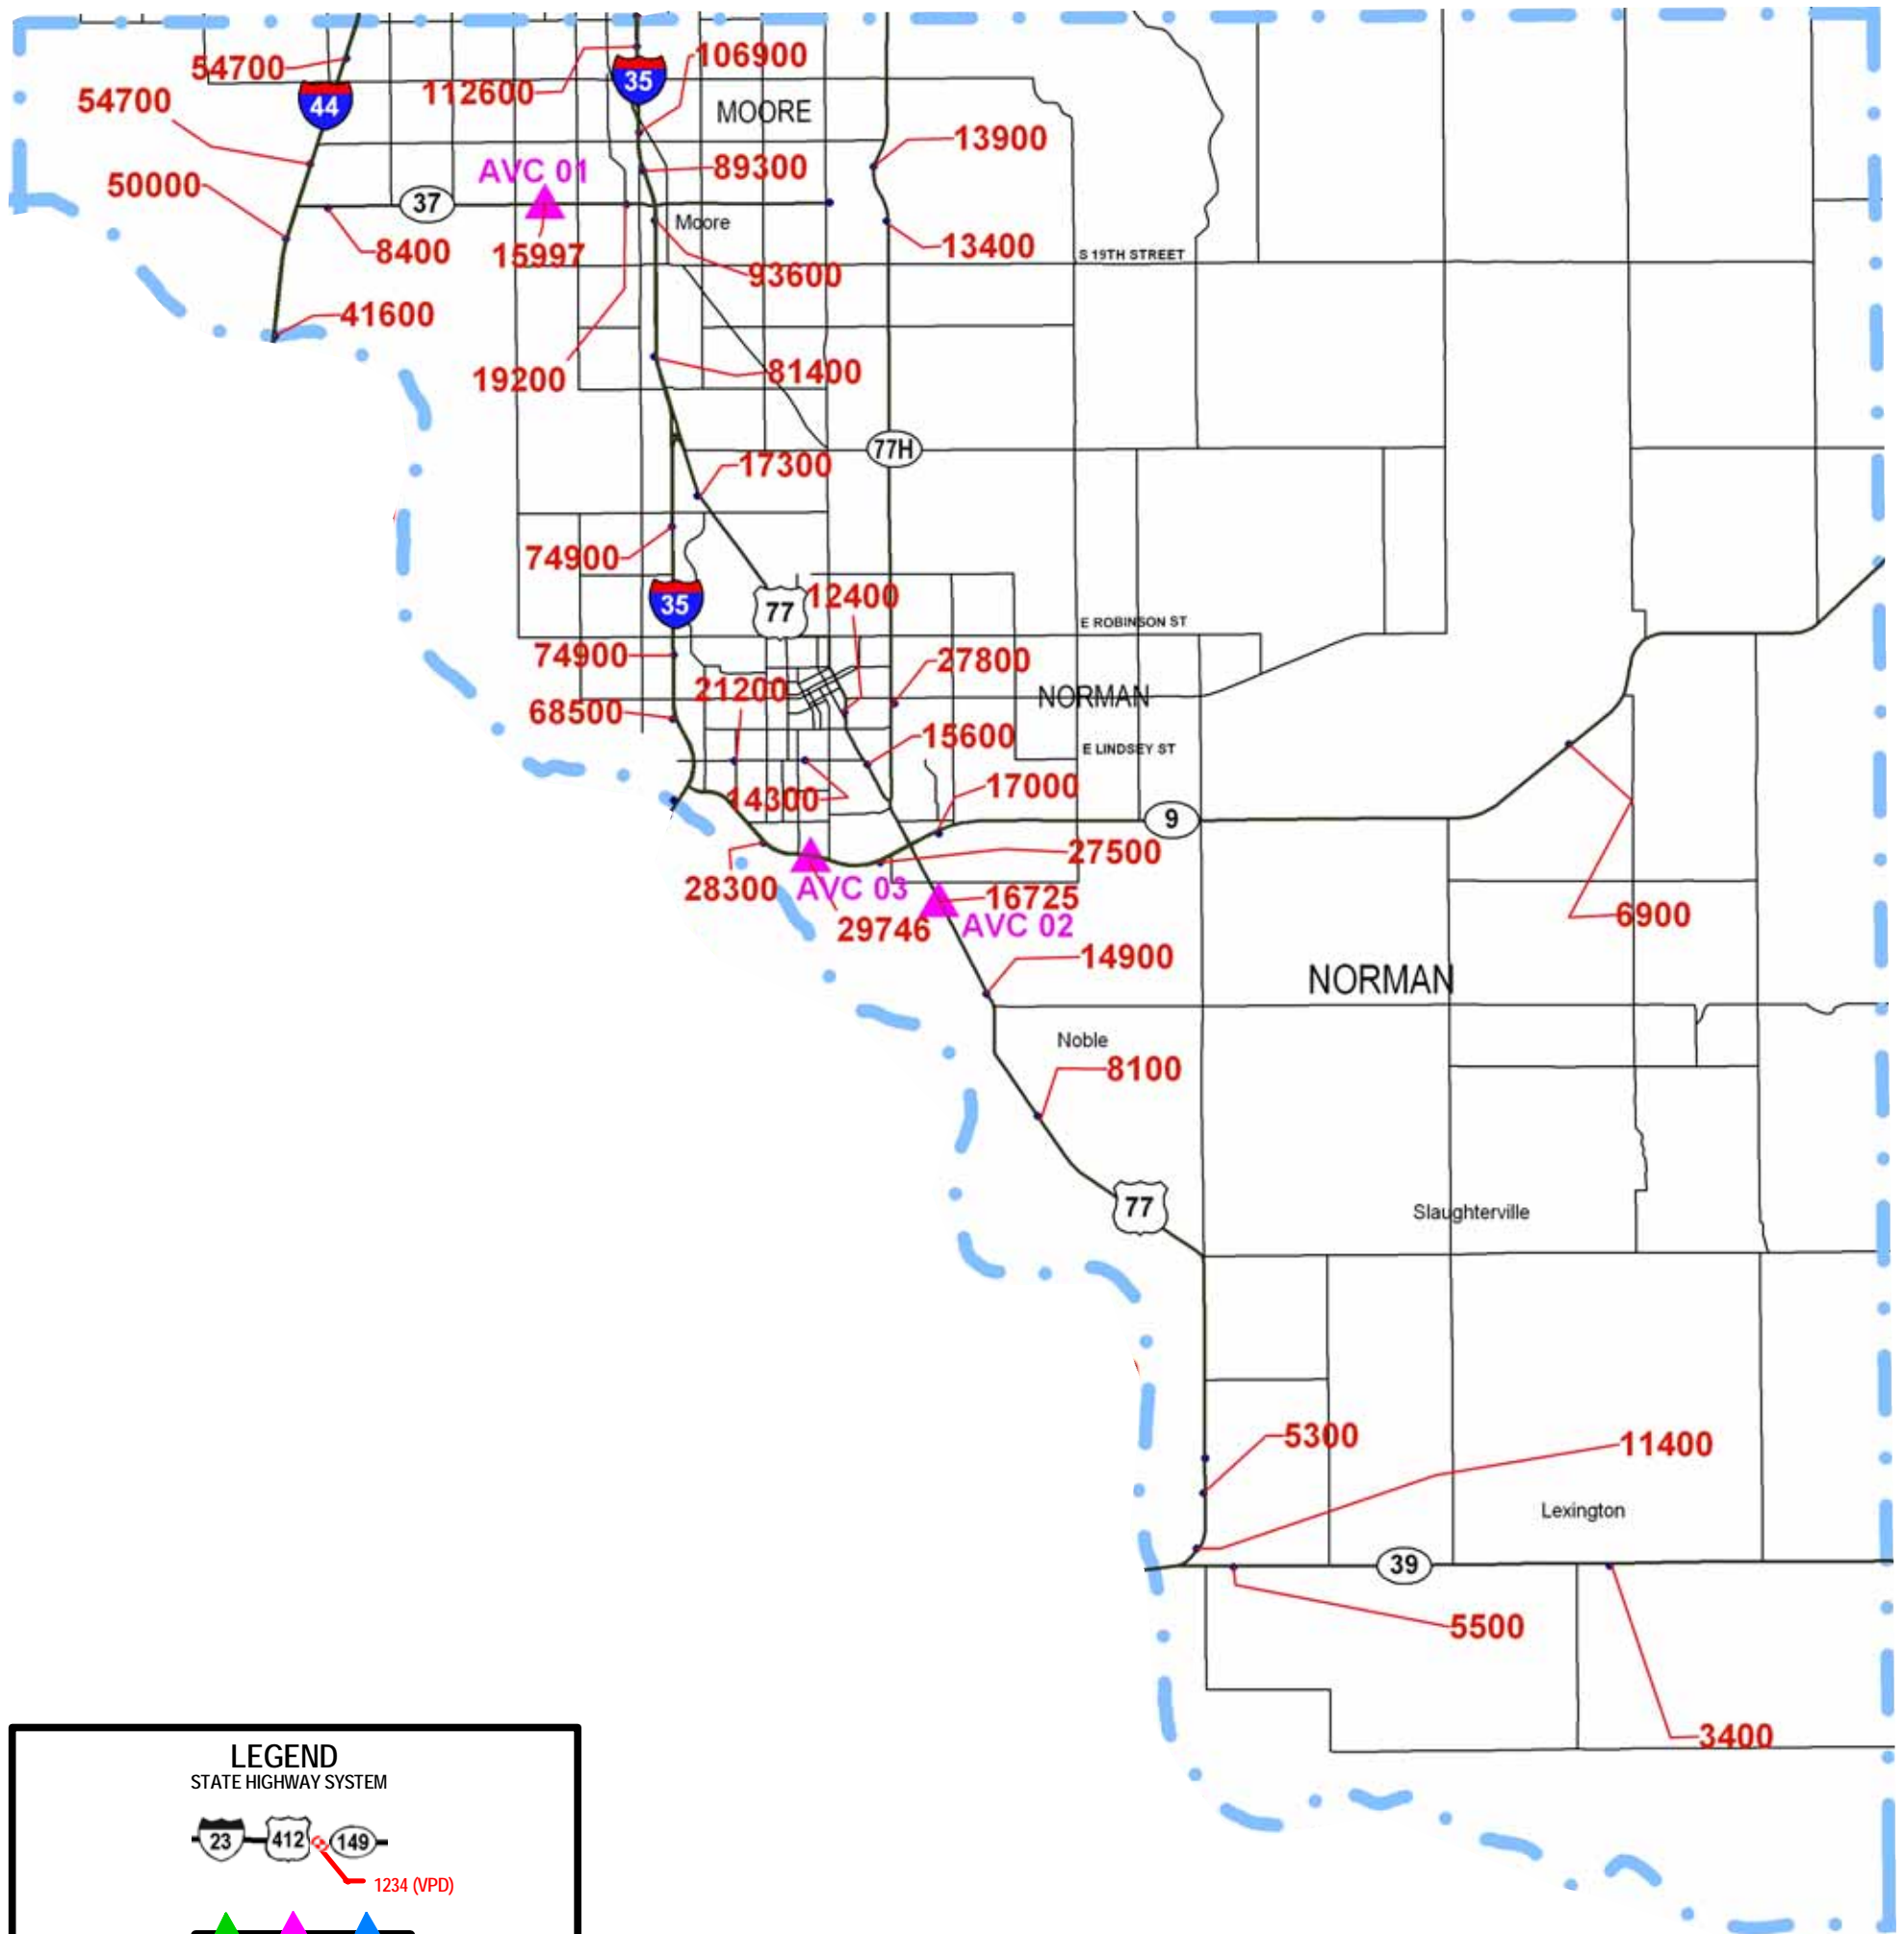 54700
44
112600
35
106900
54700
MOORE
13900
AVC 01
89300
50000
37
Moore
8400
15997
93600
13400
S 19TH STREET
41600
19200
81400
77H
17300
74900
35
77
12400
E ROBINSON ST
74900
27800
21200
NORMAN
68500
15600
E LINDSEY ST
14300
17000
9
27500
28300
AVC 03
16725
29746
AVC 02
6900
14900
NORMAN
Noble
8100
77
Slaughterville
5300
11400
Lexington
39
5500
3400
LEGEND
STATE HIGHWAY SYSTEM
23
412
149
1234 (VPD)